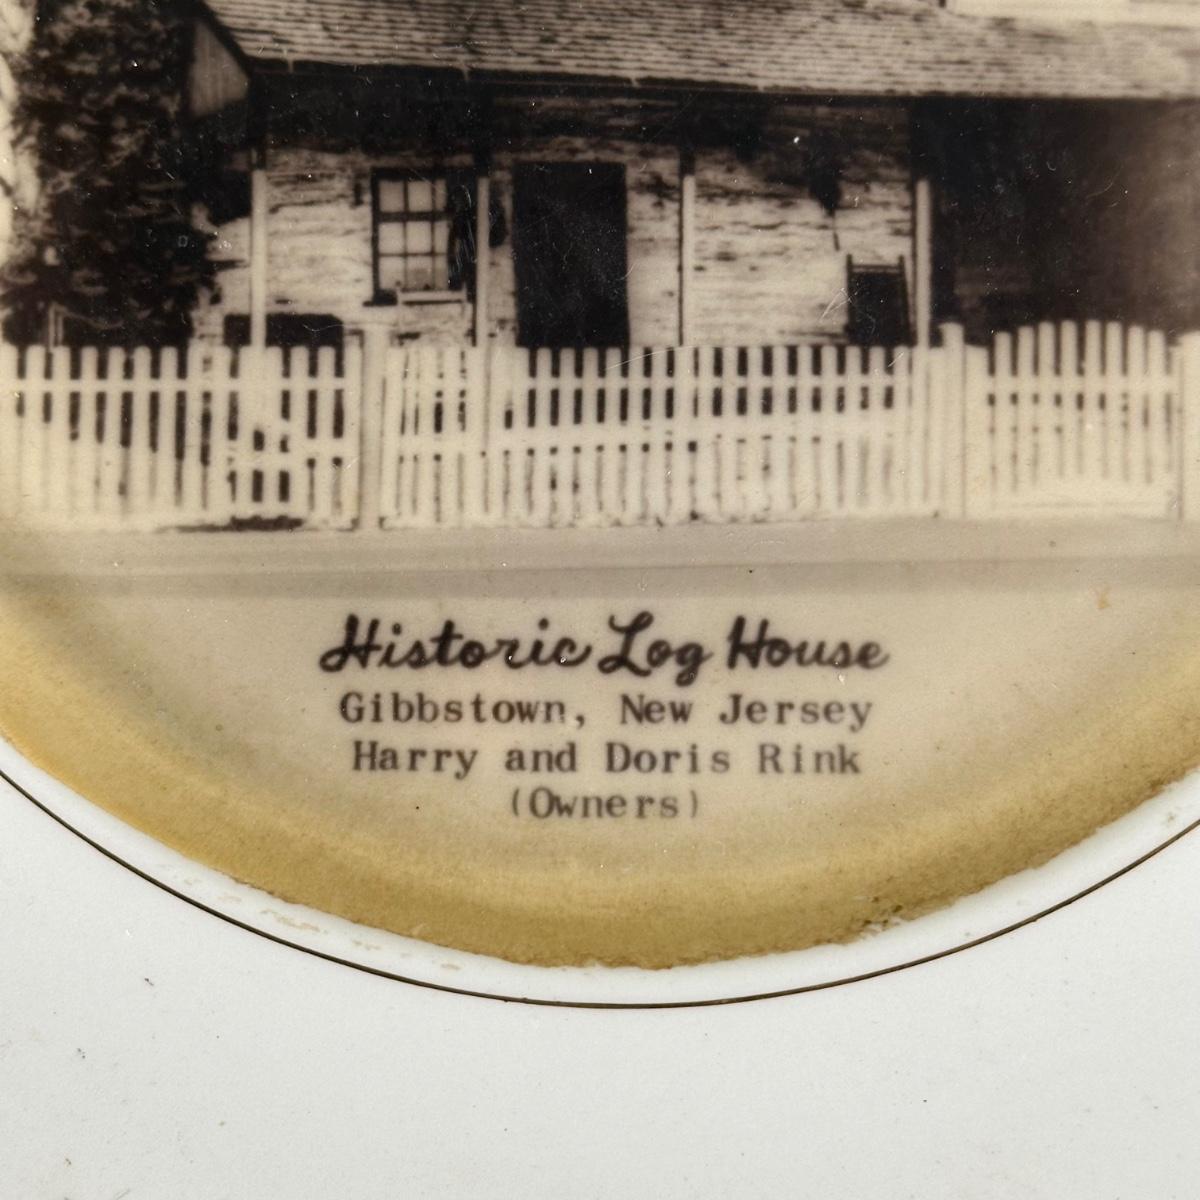 Historic Log House
Gibbstown, New Jersey
Harry and Doris Rink
(Owners)